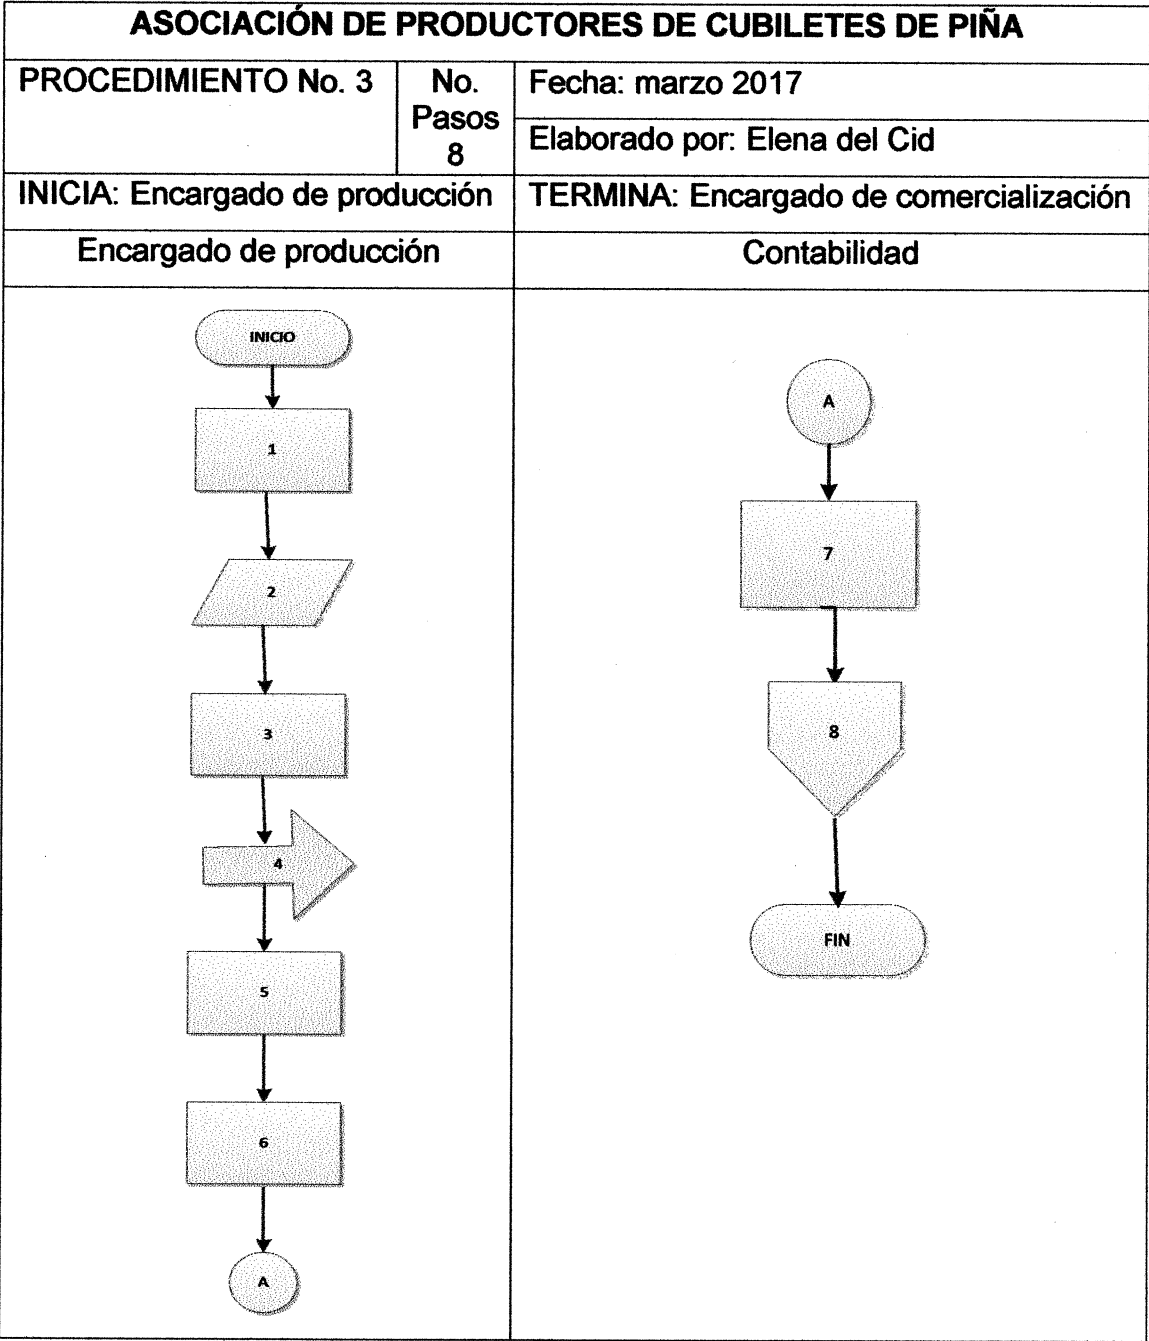 ASOCIACIÓN DE PRODUCTORES DE CUBILETES DE PIÑA
PROCEDIMIENTO No. 3
No.
Pasos
8
Fecha: marzo 2017
Elaborado por: Elena del Cid
INICIA: Encargado de producción
TERMINA: Encargado de comercialización
Encargado de producción
Contabilidad
INICIO
1
2
3
4
5
6
A
A
7
8
FIN